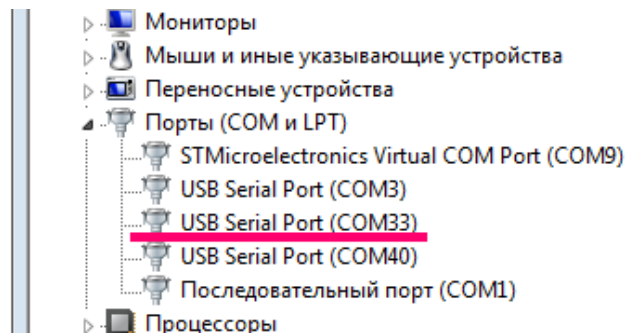 Мониторы
Мыши и иные указывающие устройства
Переносные устройства
Порты (COM и LPT)
STMicroelectronics Virtual COM Port (COM9)
USB Serial Port (COM3)
USB Serial Port (COM33)
USB Serial Port (COM40)
Последовательный порт (COM1)
Процессоры